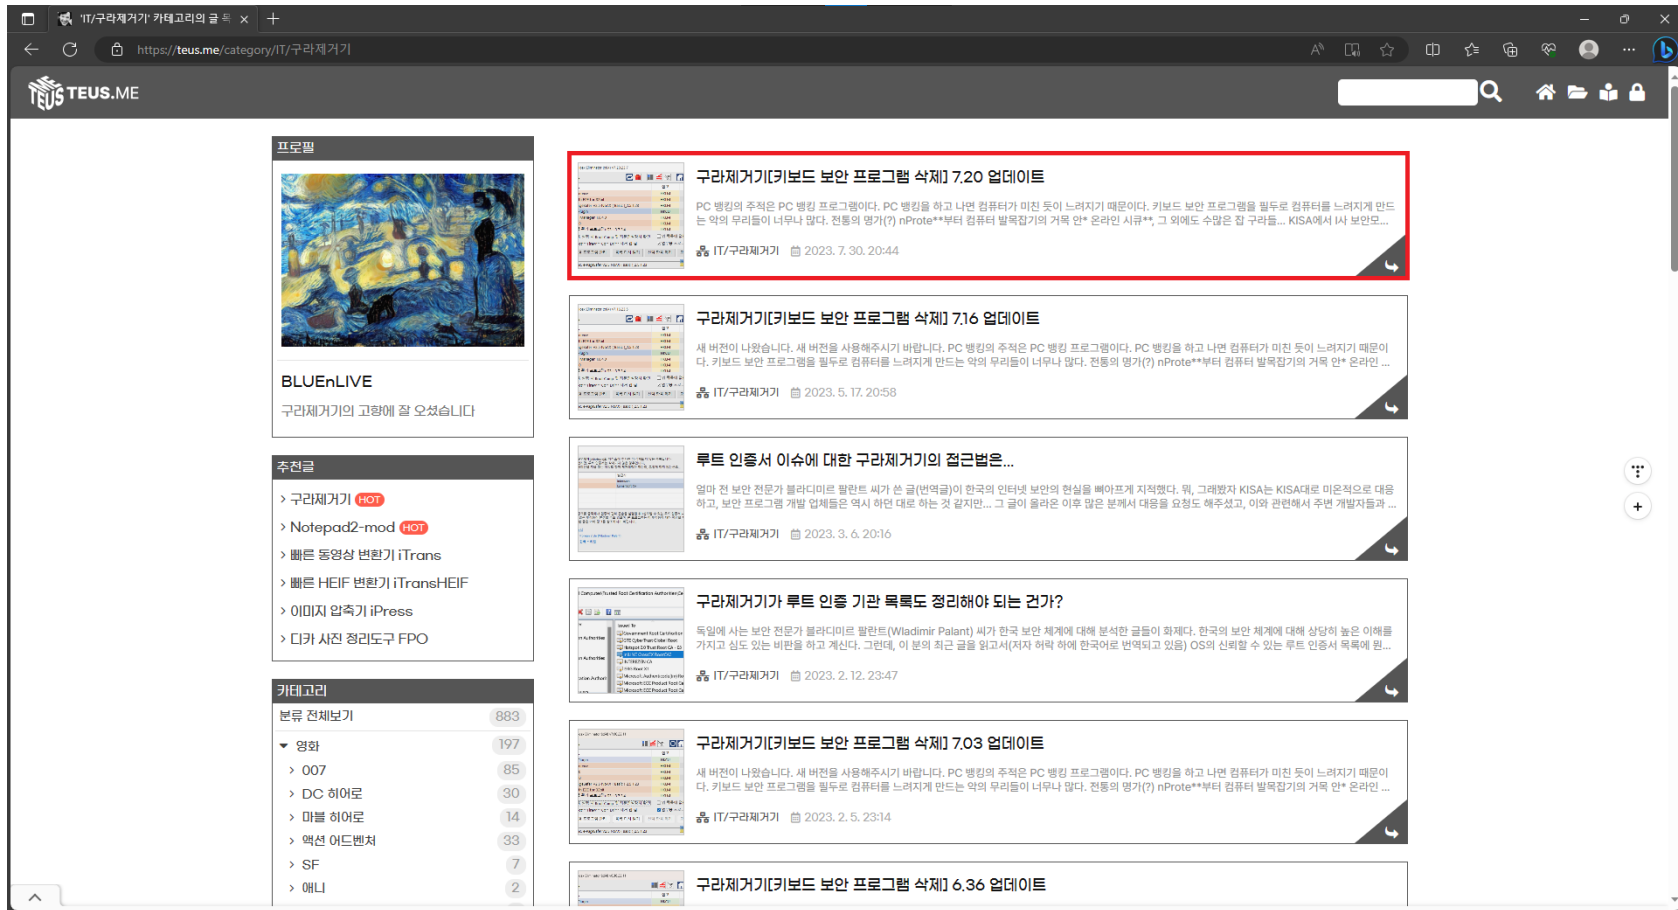 'IT/구라제거기' 카테고리의 글 목
https://teus.me/category/IT/구라제거기
TEUS TEUS.ME
프로필
BLUEnLIVE
구라제거기의 고향에 잘 오셨습니다
추천글
구라제거기 HOT
Notepad2-mod HOT
빠른 동영상 변환기 iTrans
빠른 HEIF 변환기 iTransHEIF
이미지 압축기 iPress
디카 사진 정리도구 FPO
카테고리
분류 전체보기 883
영화 197
007 85
DC 히어로 30
마블 히어로 14
액션 어드벤처 33
SF 7
애니 2
구라제거기[키보드 보안 프로그램 삭제] 7.20 업데이트
PC 뱅킹의 주적은 PC 뱅킹 프로그램이다. PC 뱅킹을 하고 나면 컴퓨터가 미친 듯이 느려지기 때문이다. 키보드 보안 프로그램을 필두로 컴퓨터를 느려지게 만드
는 악의 무리들이 너무나 많다. 전통의 명가(?) nProte**부터 컴퓨터 발목잡기의 거목 안* 온라인 시큐**, 그 외에도 수많은 잡 구라들... KISA에서 I사 보안모...
IT/구라제거기 2023. 7. 30. 20:44
구라제거기[키보드 보안 프로그램 삭제] 7.16 업데이트
새 버전이 나왔습니다. 새 버전을 사용해주시기 바랍니다. PC 뱅킹의 주적은 PC 뱅킹 프로그램이다. PC 뱅킹을 하고 나면 컴퓨터가 미친 듯이 느려지기 때문이
다. 키보드 보안 프로그램을 필두로 컴퓨터를 느려지게 만드는 악의 무리들이 너무나 많다. 전통의 명가(?) nProte**부터 컴퓨터 발목잡기의 거목 안* 온라인 ...
IT/구라제거기 2023. 5. 17. 20:58
루트 인증서 이슈에 대한 구라제거기의 접근법은...
얼마 전 보안 전문가 블라디미르 팔란트 씨가 쓴 글(번역글)이 한국의 인터넷 보안의 현실을 뼈아프게 지적했다. 뭐, 그래봤자 KISA는 KISA대로 미온적으로 대응
하고, 보안 프로그램 개발 업체들은 역시 하던 대로 하는 것 같지만... 그 글이 올라온 이후 많은 분께서 대응을 요청도 해주셨고, 이와 관련해서 주변 개발자들과 ...
IT/구라제거기 2023. 3. 6. 20:16
구라제거기가 루트 인증 기관 목록도 정리해야 되는 건가?
독일에 사는 보안 전문가 블라디미르 팔란트(Wladimir Palant) 씨가 한국 보안 체계에 대해 분석한 글들이 화제다. 한국의 보안 체계에 대해 상당히 높은 이해를
가지고 심도 있는 비판을 하고 계신다. 그런데, 이 분의 최근 글을 읽고서(저자 허락 하에 한국어로 번역되고 있음) OS의 신뢰할 수 있는 루트 인증서 목록에 원...
IT/구라제거기 2023. 2. 12. 23:47
구라제거기[키보드 보안 프로그램 삭제] 7.03 업데이트
새 버전이 나왔습니다. 새 버전을 사용해주시기 바랍니다. PC 뱅킹의 주적은 PC 뱅킹 프로그램이다. PC 뱅킹을 하고 나면 컴퓨터가 미친 듯이 느려지기 때문이
다. 키보드 보안 프로그램을 필두로 컴퓨터를 느려지게 만드는 악의 무리들이 너무나 많다. 전통의 명가(?) nProte**부터 컴퓨터 발목잡기의 거목 안* 온라인 ...
IT/구라제거기 2023. 2. 5. 23:14
구라제거기[키보드 보안 프로그램 삭제] 6.36 업데이트